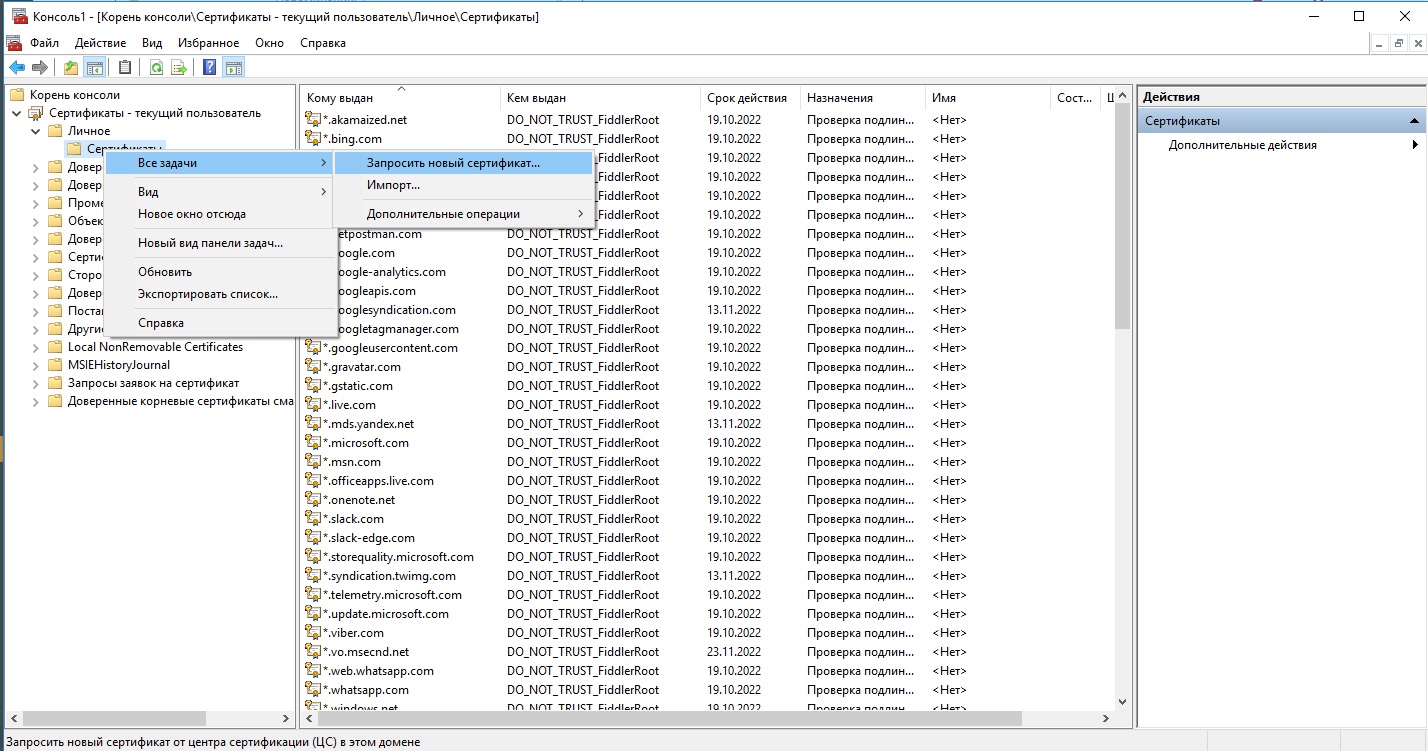 Консоль1 - [Корень консоли\Сертификаты - текущий пользователь\Личное\Сертификаты]
Файл Действие Вид Избранное Окно Справка
Корень консоли
Сертификаты - текущий пользователь
Личное
Сертификаты
Довер
Довер
Проме
Объек
Довер
Серти
Сторо
Довер
Поста
Другие
Local NonRemovable Certificates
MSIEHistoryJournal
Запросы заявок на сертификат
Доверенные корневые сертификаты сма
Все задачи
Вид
Новое окно отсюда
Новый вид панели задач...
Обновить
Экспортировать список...
Справка
Запросить новый сертификат...
Импорт...
Дополнительные операции
Кому выдан Кем выдан Срок действия Назначения Имя Сост...
*.akamaized.net DO_NOT_TRUST_FiddlerRoot 19.10.2022 Проверка подлин... <Нет>
*.bing.com DO_NOT_TRUST_FiddlerRoot 19.10.2022 Проверка подлин... <Нет>
DO_NOT_TRUST_FiddlerRoot 19.10.2022 Проверка подлин... <Нет>
19.10.2022 Проверка подлин... <Нет>
19.10.2022 Проверка подлин... <Нет>
19.10.2022 Проверка подлин... <Нет>
etpostman.com DO_NOT_TRUST_FiddlerRoot 19.10.2022 Проверка подлин... <Нет>
oogle.com DO_NOT_TRUST_FiddlerRoot 19.10.2022 Проверка подлин... <Нет>
oogle-analytics.com DO_NOT_TRUST_FiddlerRoot 19.10.2022 Проверка подлин... <Нет>
oogleapis.com DO_NOT_TRUST_FiddlerRoot 19.10.2022 Проверка подлин... <Нет>
ooglesyndication.com DO_NOT_TRUST_FiddlerRoot 13.11.2022 Проверка подлин... <Нет>
oogletagmanager.com DO_NOT_TRUST_FiddlerRoot 19.10.2022 Проверка подлин... <Нет>
*.googleusercontent.com DO_NOT_TRUST_FiddlerRoot 19.10.2022 Проверка подлин... <Нет>
*.gravatar.com DO_NOT_TRUST_FiddlerRoot 19.10.2022 Проверка подлин... <Нет>
*.gstatic.com DO_NOT_TRUST_FiddlerRoot 19.10.2022 Проверка подлин... <Нет>
*.live.com DO_NOT_TRUST_FiddlerRoot 19.10.2022 Проверка подлин... <Нет>
*.mds.yandex.net DO_NOT_TRUST_FiddlerRoot 13.11.2022 Проверка подлин... <Нет>
*.microsoft.com DO_NOT_TRUST_FiddlerRoot 19.10.2022 Проверка подлин... <Нет>
*.msn.com DO_NOT_TRUST_FiddlerRoot 19.10.2022 Проверка подлин... <Нет>
*.officeapps.live.com DO_NOT_TRUST_FiddlerRoot 19.10.2022 Проверка подлин... <Нет>
*.onenote.net DO_NOT_TRUST_FiddlerRoot 19.10.2022 Проверка подлин... <Нет>
*.slack.com DO_NOT_TRUST_FiddlerRoot 19.10.2022 Проверка подлин... <Нет>
*.slack-edge.com DO_NOT_TRUST_FiddlerRoot 19.10.2022 Проверка подлин... <Нет>
*.storequality.microsoft.com DO_NOT_TRUST_FiddlerRoot 19.10.2022 Проверка подлин... <Нет>
*.syndication.twimg.com DO_NOT_TRUST_FiddlerRoot 13.11.2022 Проверка подлин... <Нет>
*.telemetry.microsoft.com DO_NOT_TRUST_FiddlerRoot 19.10.2022 Проверка подлин... <Нет>
*.update.microsoft.com DO_NOT_TRUST_FiddlerRoot 19.10.2022 Проверка подлин... <Нет>
*.viber.com DO_NOT_TRUST_FiddlerRoot 19.10.2022 Проверка подлин... <Нет>
*.vo.msecnd.net DO_NOT_TRUST_FiddlerRoot 23.11.2022 Проверка подлин... <Нет>
*.web.whatsapp.com DO_NOT_TRUST_FiddlerRoot 19.10.2022 Проверка подлин... <Нет>
*.whatsapp.com DO_NOT_TRUST_FiddlerRoot 19.10.2022 Проверка подлин... <Нет>
*.windows.net DO_NOT_TRUST_FiddlerRoot 19.10.2022 Проверка подлин... <Нет>
Действия
Сертификаты
Дополнительные действия
Запросить новый сертификат от центра сертификации (ЦС) в этом домене